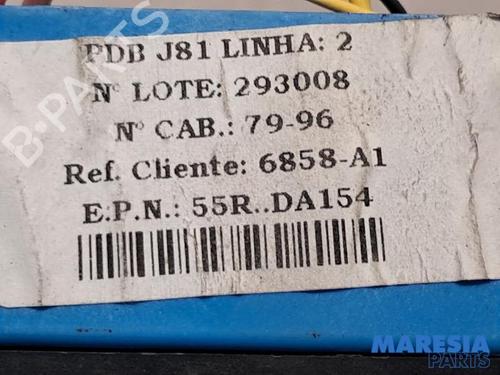 PDB J81 LINHA: 2
Nº LOTE: 293008
Nº CAB.: 79-96
Ref. Cliente: 6858-A1
E.P.N.: 55R..DA154
B-PARTS
MARESIA
PARTS